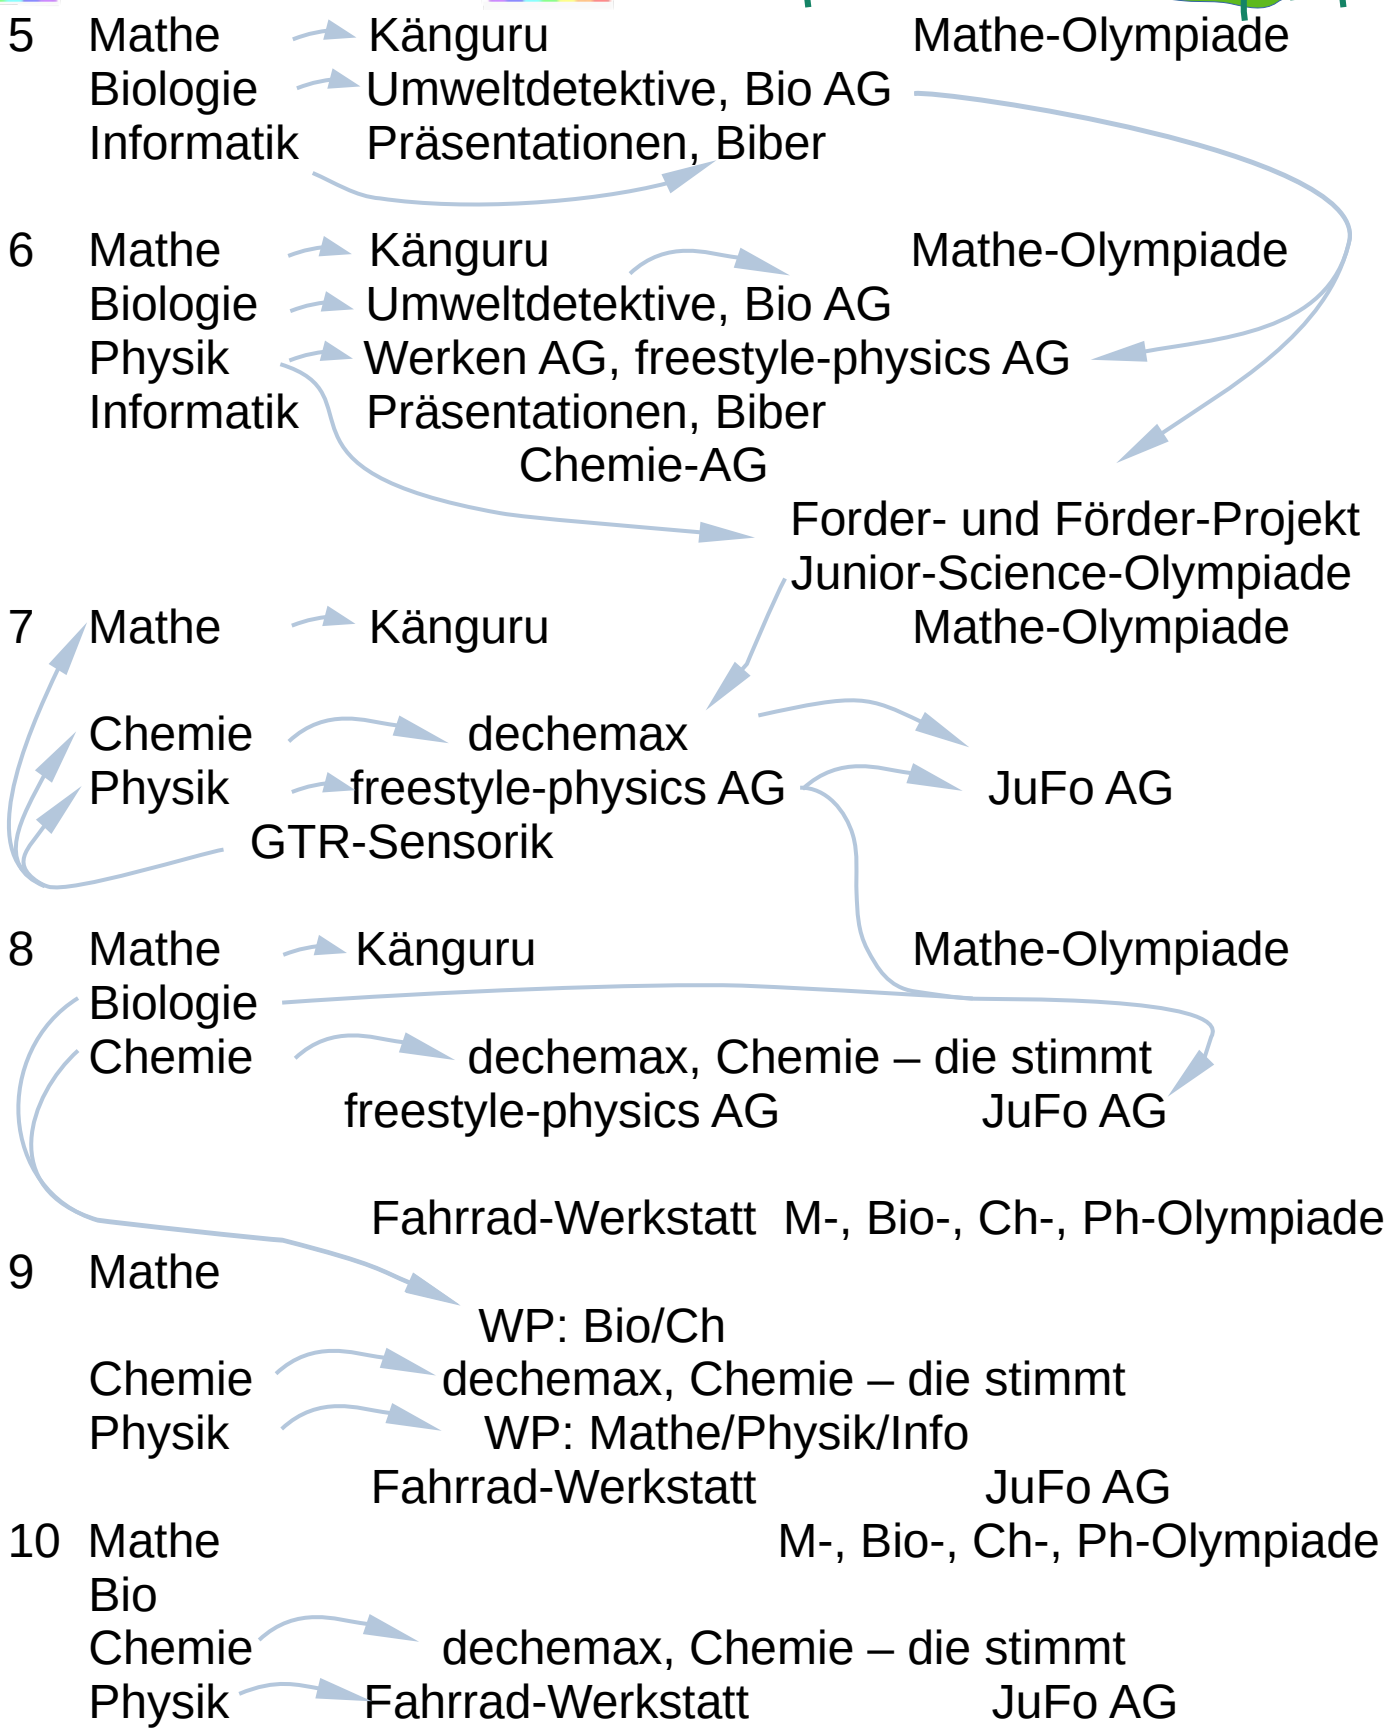 5 Mathe Känguru Mathe-Olympiade
Biologie Umweltdetektive, Bio AG
Informatik Präsentationen, Biber
6 Mathe Känguru Mathe-Olympiade
Biologie Umweltdetektive, Bio AG
Physik Werken AG, freestyle-physics AG
Informatik Präsentationen, Biber
Chemie-AG
Forder- und Förder-Projekt
Junior-Science-Olympiade
7 Mathe Känguru Mathe-Olympiade
Chemie dechemax
Physik freestyle-physics AG JuFo AG
GTR-Sensorik
8 Mathe Känguru Mathe-Olympiade
Biologie
Chemie dechemax, Chemie – die stimmt
freestyle-physics AG JuFo AG
Fahrrad-Werkstatt M-, Bio-, Ch-, Ph-Olympiade
9 Mathe
WP: Bio/Ch
Chemie dechemax, Chemie – die stimmt
Physik WP: Mathe/Physik/Info
Fahrrad-Werkstatt JuFo AG
10 Mathe M-, Bio-, Ch-, Ph-Olympiade
Bio
Chemie dechemax, Chemie – die stimmt
Physik Fahrrad-Werkstatt JuFo AG